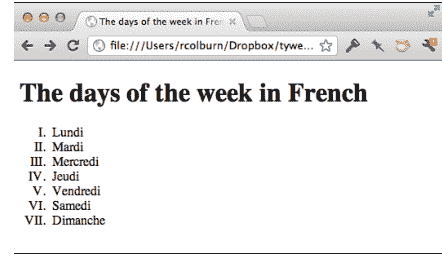 The days of the week in Fren
file:///Users/rcolburn/Dropbox/tywe...
The days of the week in French
I. Lundi
II. Mardi
III. Mercredi
IV. Jeudi
V. Vendredi
VI. Samedi
VII. Dimanche